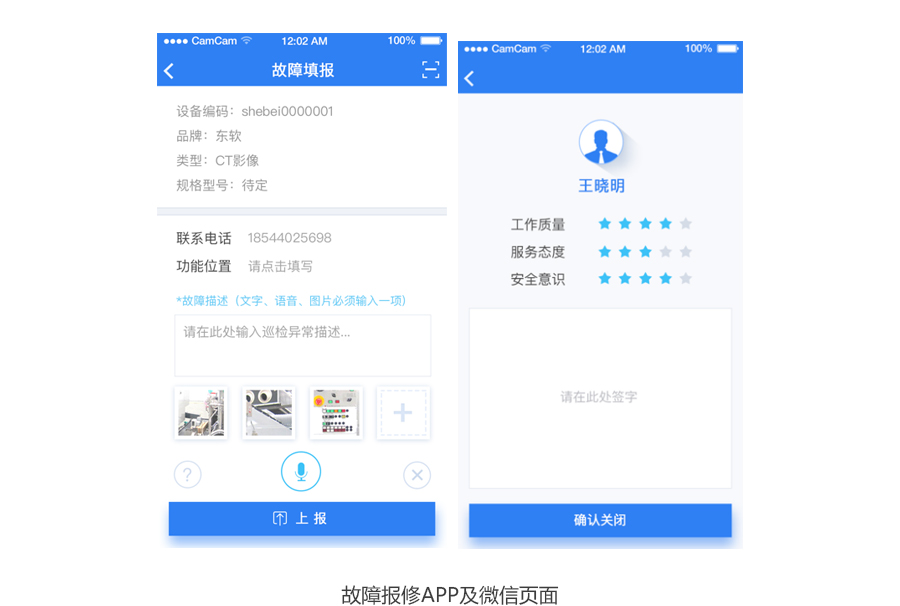 CamCam 12:02 AM 100%
故障填报
设备编码：shebei0000001
品牌：东软
类型：CT影像
规格型号：待定
联系电话 18544025698
功能位置 请点击填写
*故障描述（文字、语音、图片必须输入一项）
请在此处输入巡检异常描述...
?
上 报
CamCam 12:02 AM 100%
王晓明
工作质量
服务态度
安全意识
请在此处签字
确认关闭
故障报修APP及微信页面